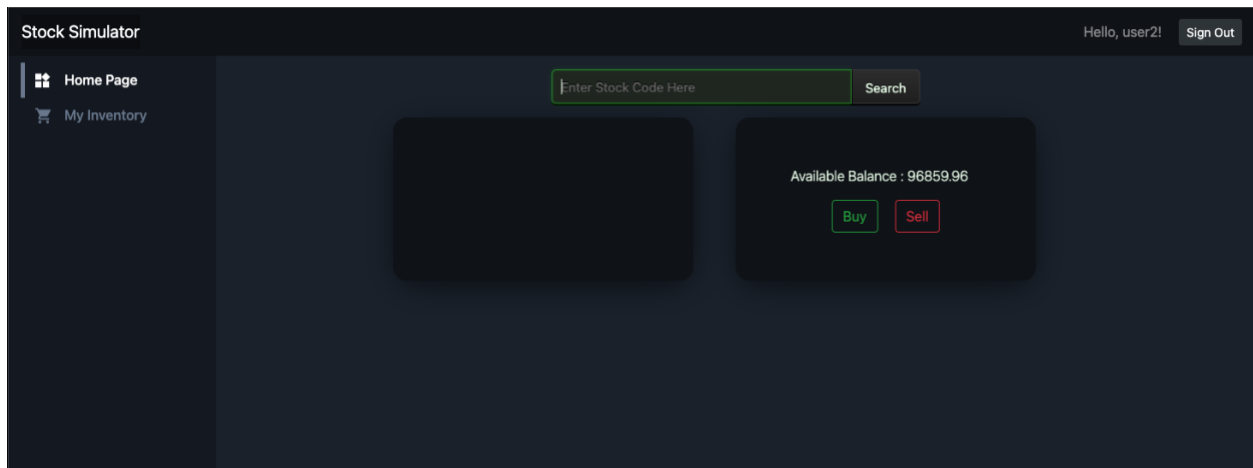 Stock Simulator
Hello, user2!
Sign Out
Home Page
My Inventory
Enter Stock Code Here
Search
Available Balance : 96859.96
Buy
Sell